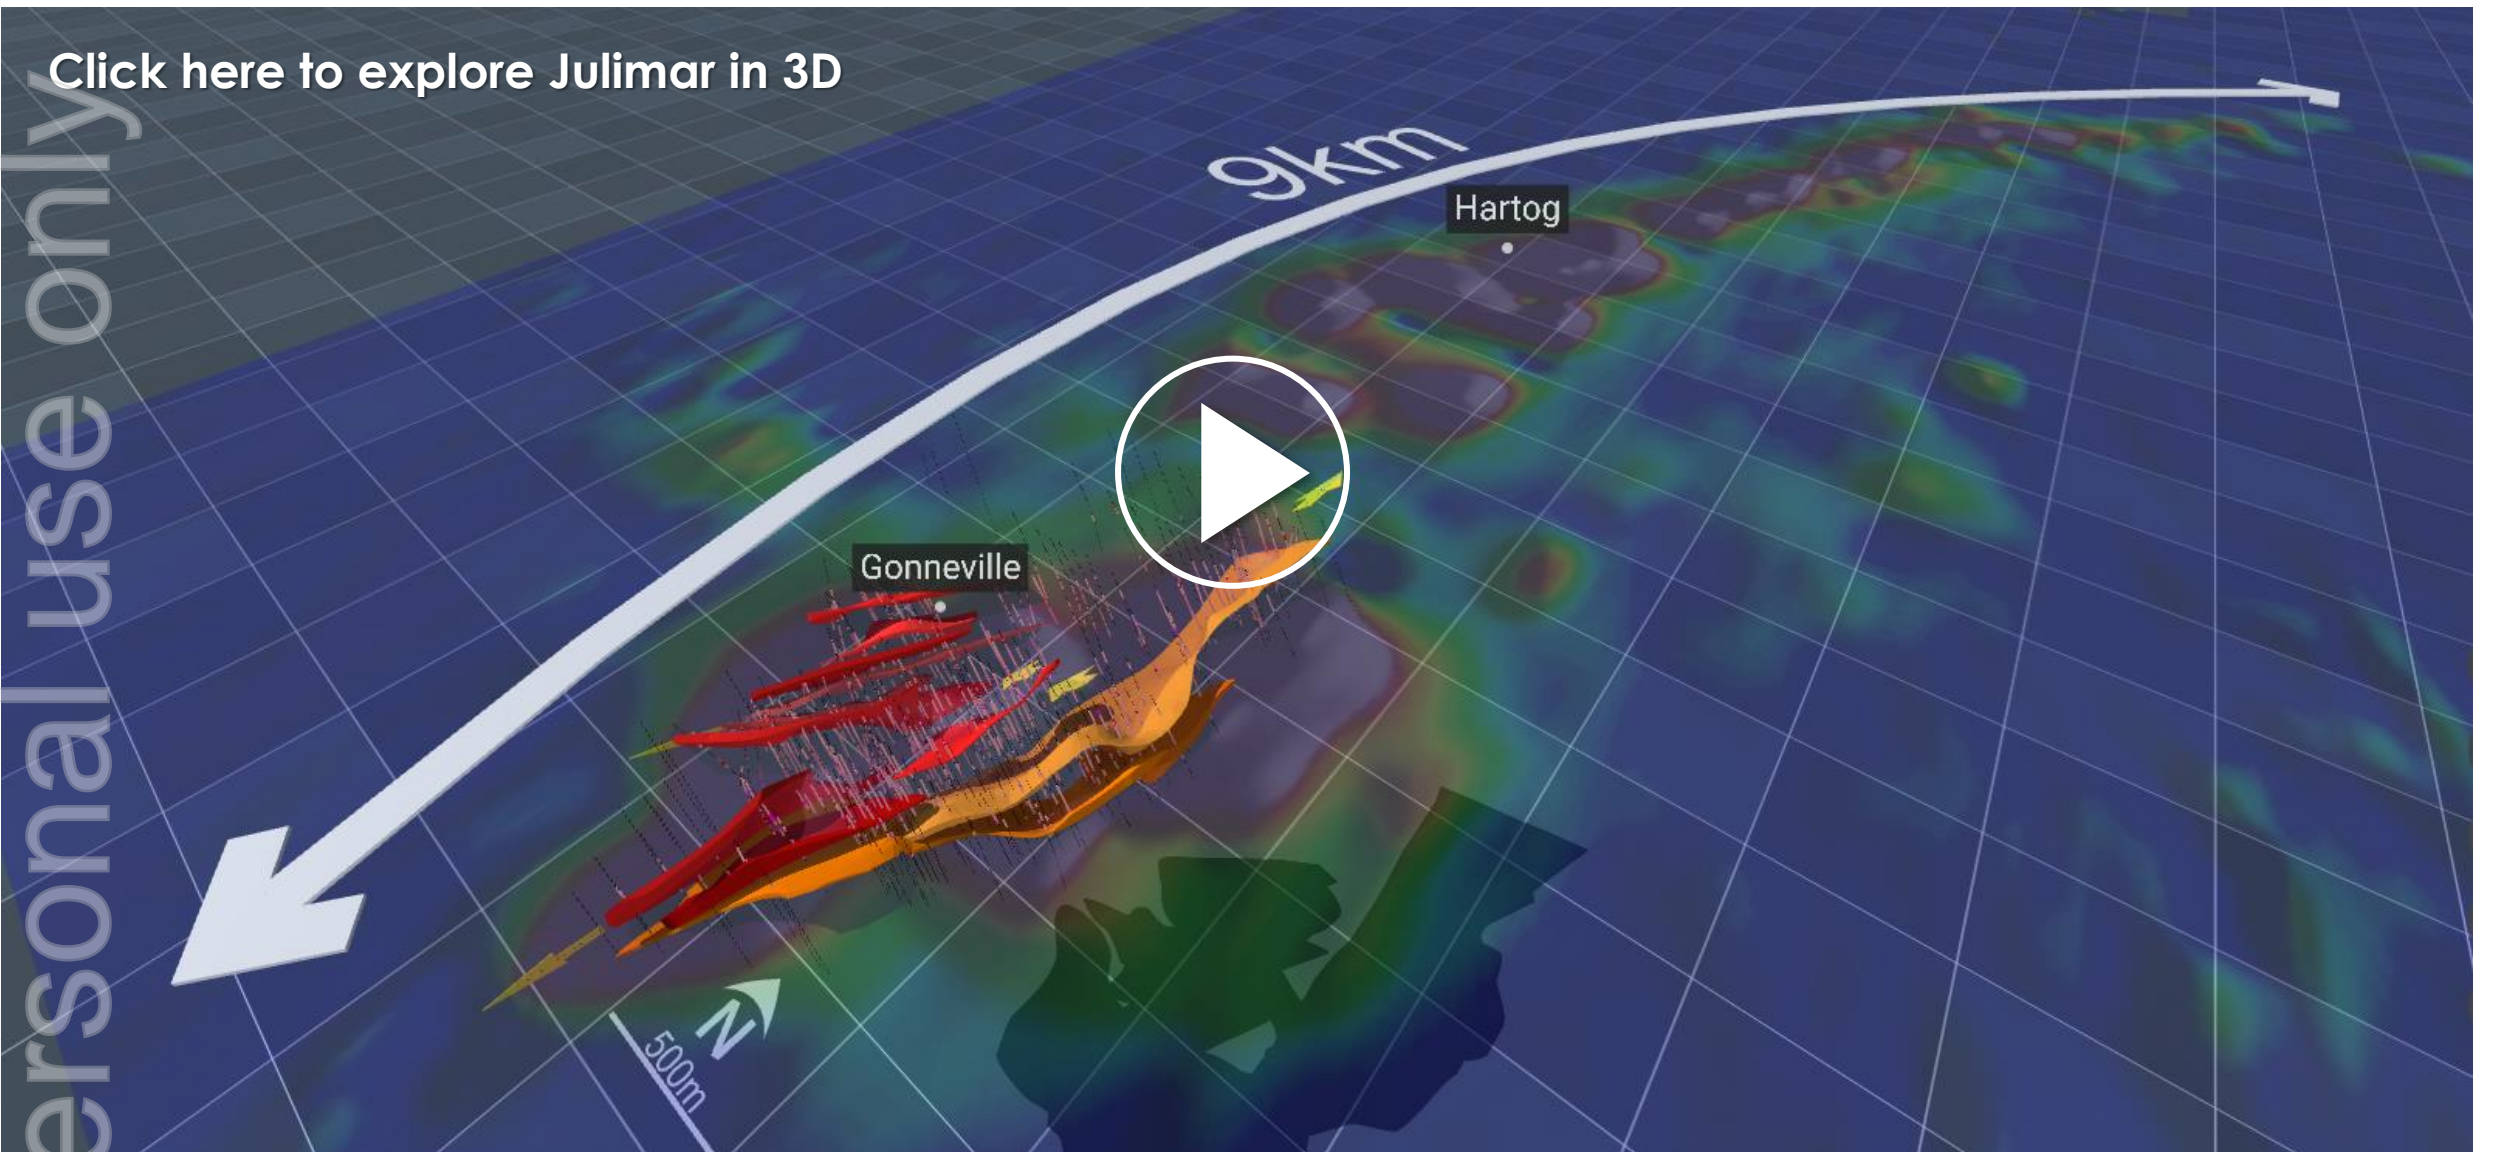 Click here to explore Julimar in 3D
9km
Hartog
Gonneville
N
500m
ersonal use only